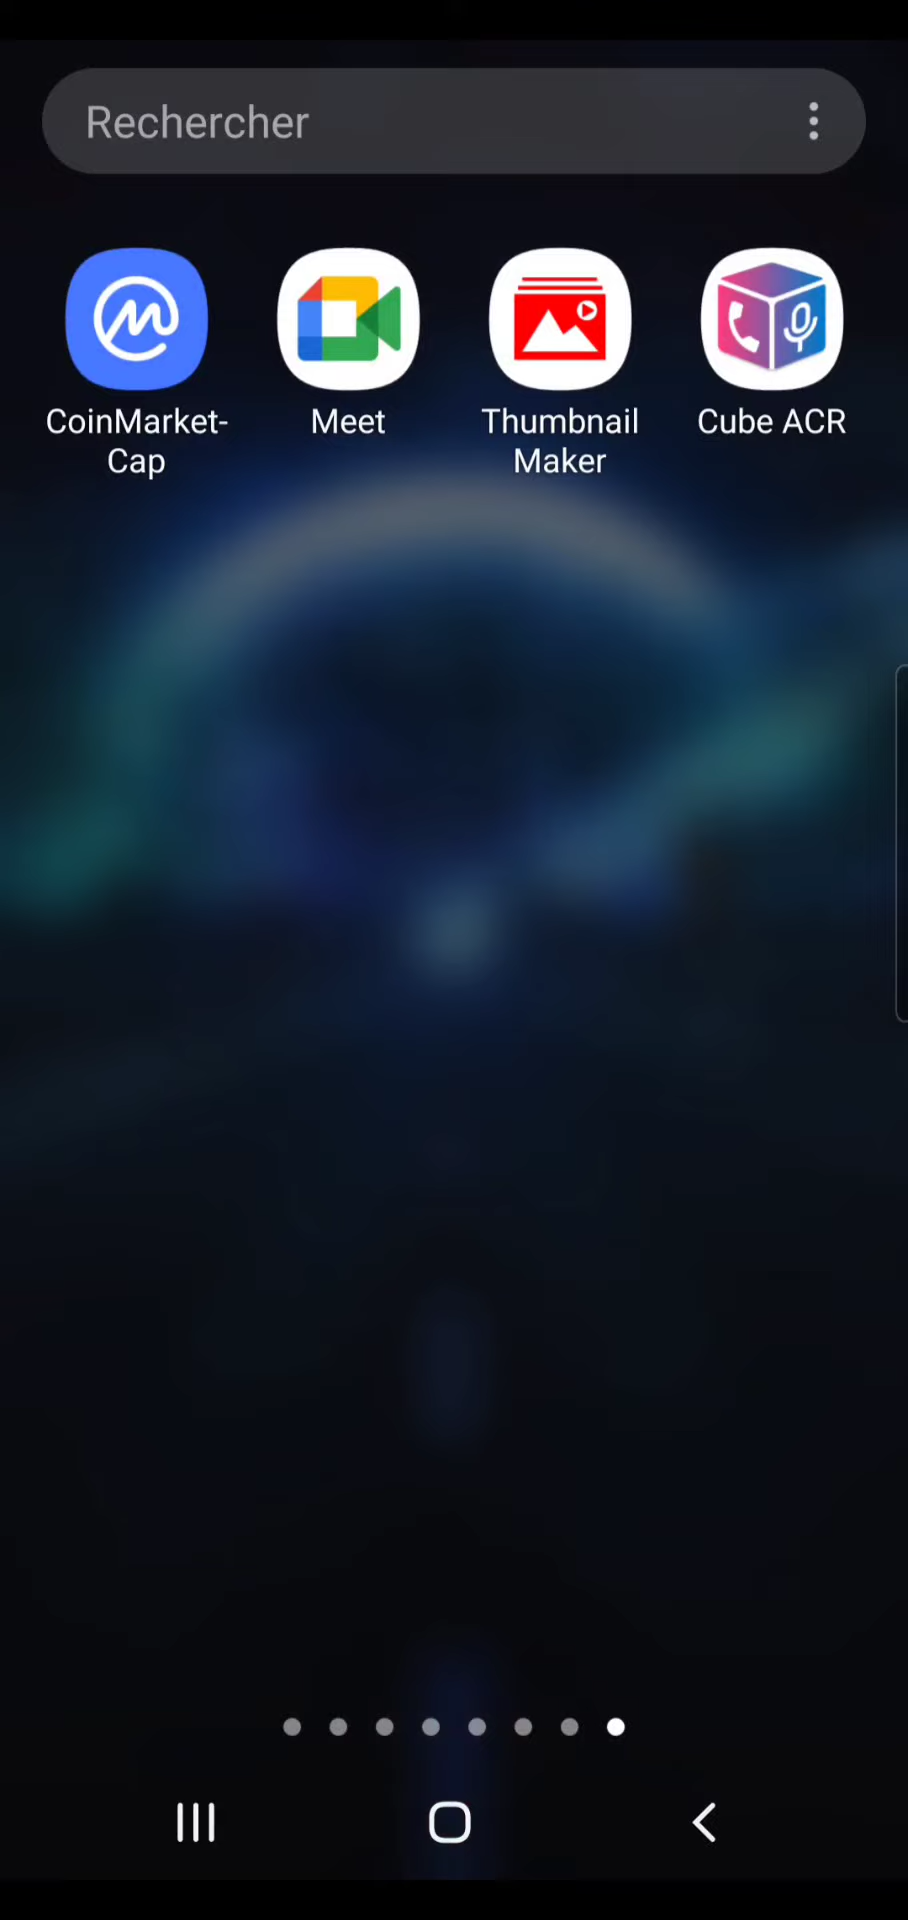 Rechercher
CoinMarket-
Cap
Meet
Thumbnail
Maker
Cube ACR